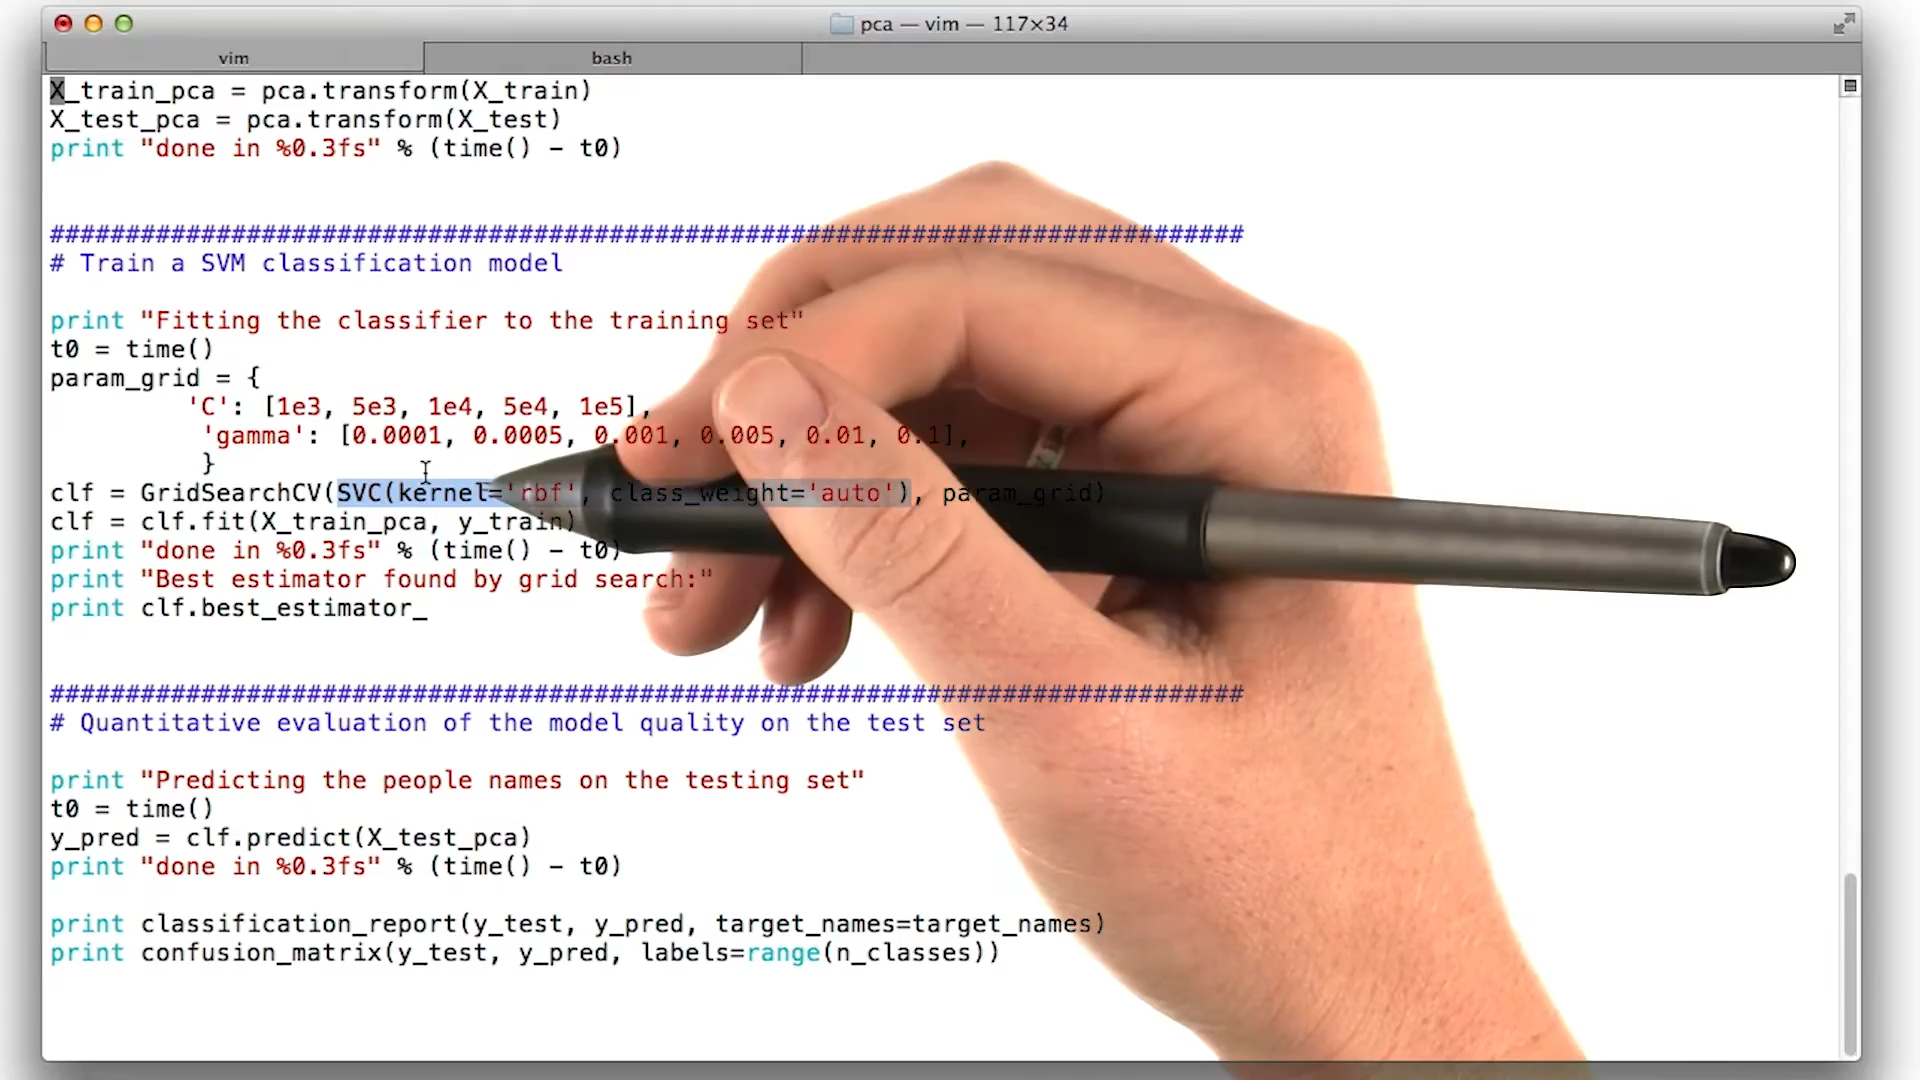 pca — vim — 117×34
vim
bash
X_train_pca = pca.transform(X_train)
X_test_pca = pca.transform(X_test)
print "done in %0.3fs" % (time() - t0)
###############################################################################
# Train a SVM classification model
print "Fitting the classifier to the training set"
t0 = time()
param_grid = {
'C': [1e3, 5e3, 1e4, 5e4, 1e5],
'gamma': [0.0001, 0.0005, 0.001, 0.005, 0.01, 0.1],
}
clf = GridSearchCV(SVC(kernel='rbf', class_weight='auto'), param_grid)
clf = clf.fit(X_train_pca, y_train)
print "done in %0.3fs" % (time() - t0)
print "Best estimator found by grid search:"
print clf.best_estimator_
###############################################################################
# Quantitative evaluation of the model quality on the test set
print "Predicting the people names on the testing set"
t0 = time()
y_pred = clf.predict(X_test_pca)
print "done in %0.3fs" % (time() - t0)
print classification_report(y_test, y_pred, target_names=target_names)
print confusion_matrix(y_test, y_pred, labels=range(n_classes))